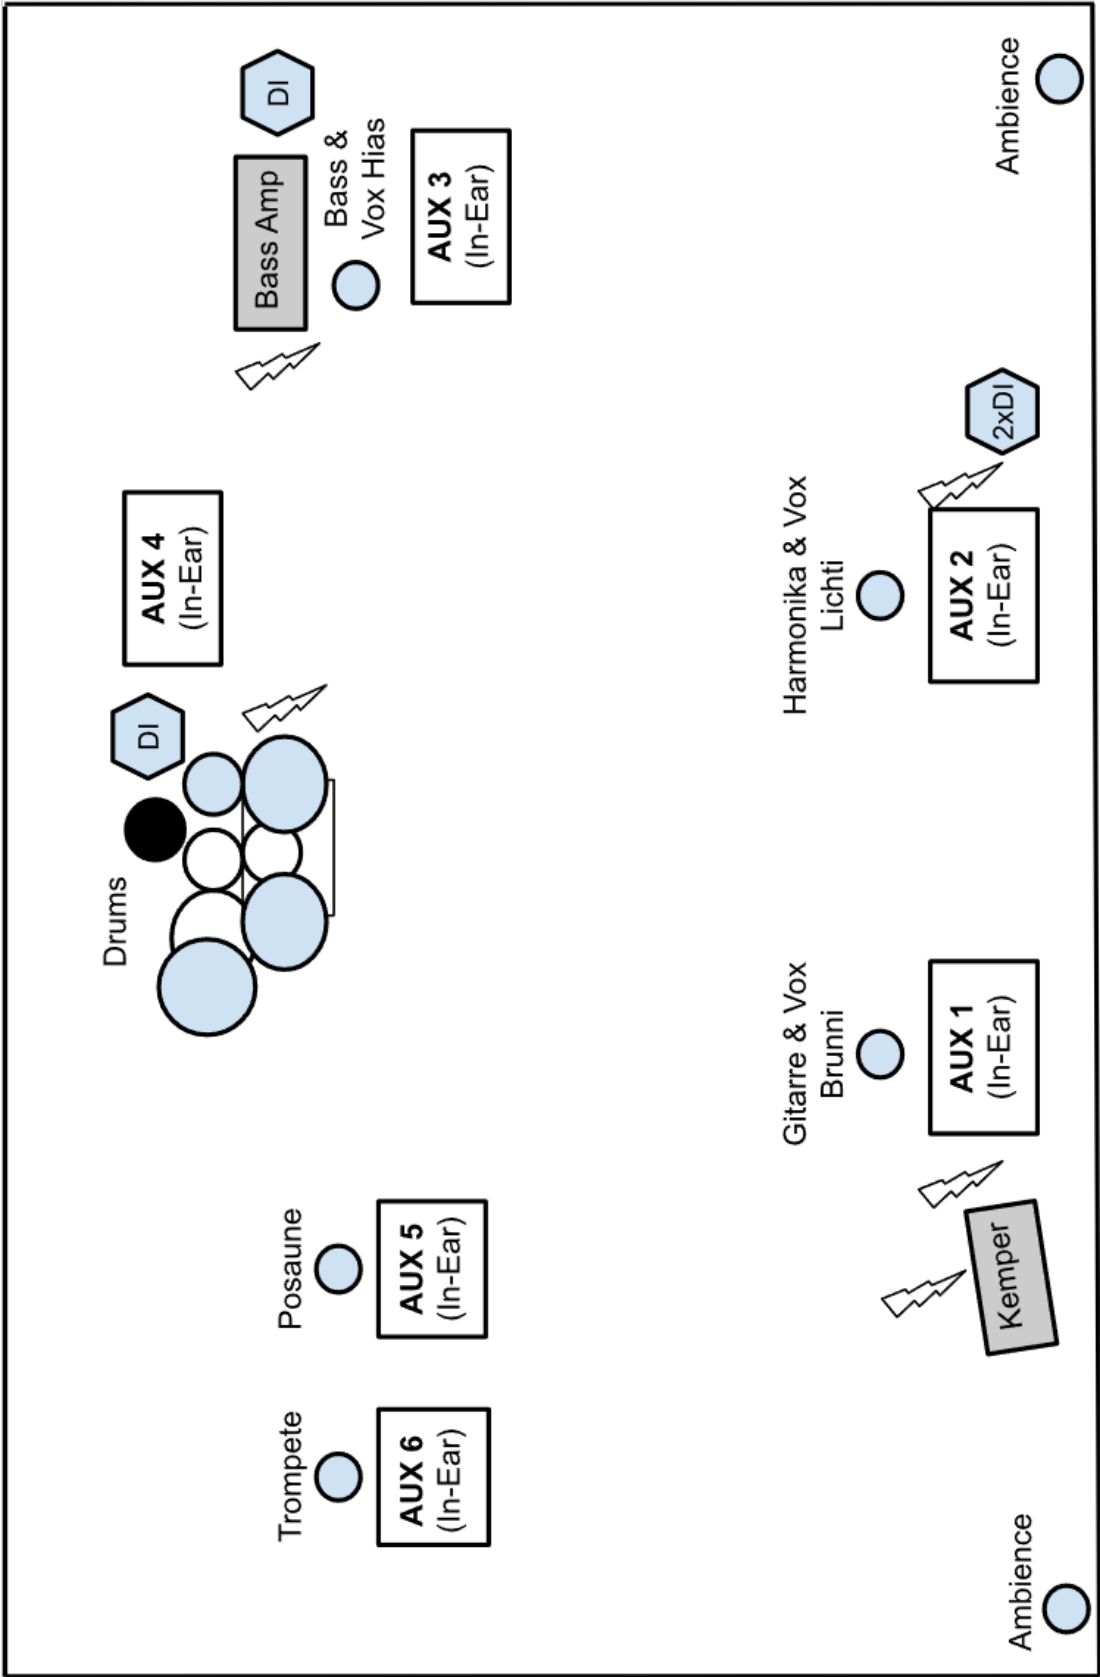 Drums
DI
AUX 4
(In-Ear)
Bass Amp
DI
Bass &
Vox Hias
AUX 3
(In-Ear)
Trompete
AUX 6
(In-Ear)
Posaune
AUX 5
(In-Ear)
Gitarre & Vox
Brunni
AUX 1
(In-Ear)
Kemper
Harmonika & Vox
Lichti
AUX 2
(In-Ear)
2xDI
Ambience
Ambience